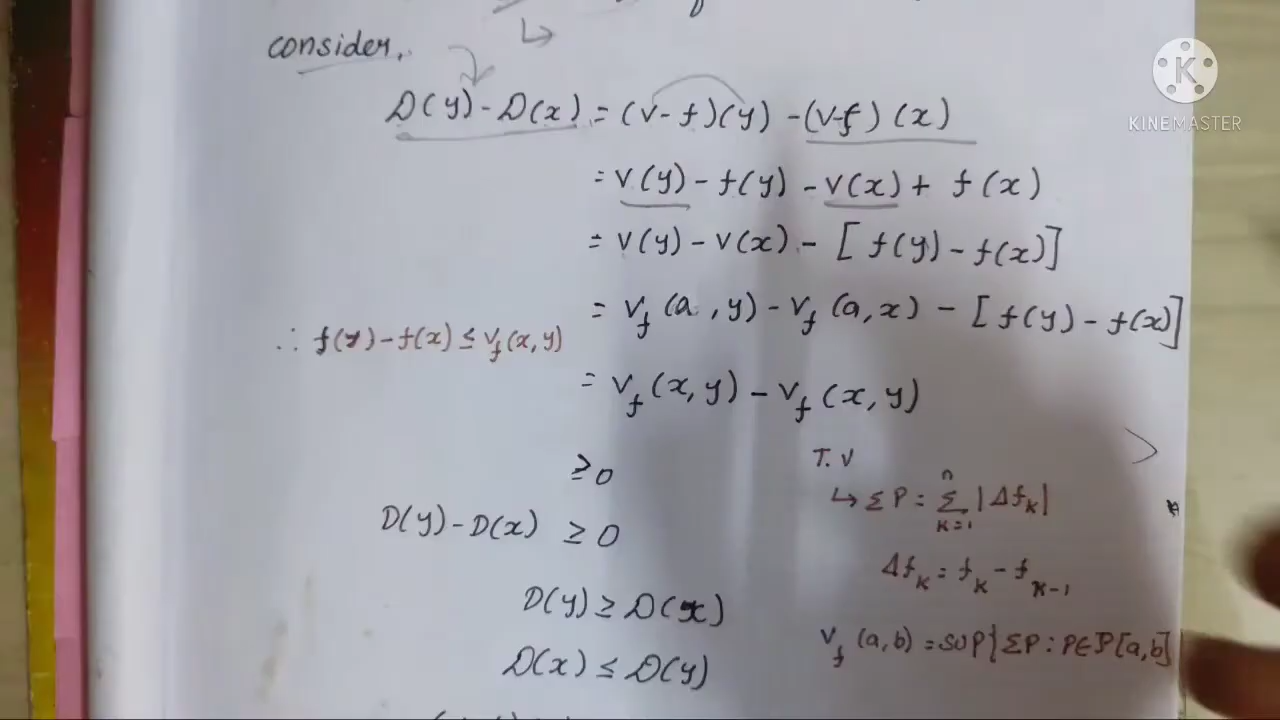 consider,
D(y) - D(x) = (V-f)(y) - (V-f)(x)
KINEMASTER
= V(y) - f(y) - V(x) + f(x)
= V(y) - V(x) - [f(y) - f(x)]
= V_f(a, y) - V_f(a, x) - [f(y) - f(x)]
∴ f(y) - f(x) ≤ V_f(x, y)
= V_f(x, y) - V_f(x, y)
≥ 0
T.V
↳ ΣP = Σ_{k=1}^{n} |Δf_k|
D(y) - D(x) ≥ 0
Δf_k = f_k - f_{k-1}
D(y) ≥ D(x)
V_f(a,b) = SUP{ΣP : P∈P[a,b]
D(x) ≤ D(y)